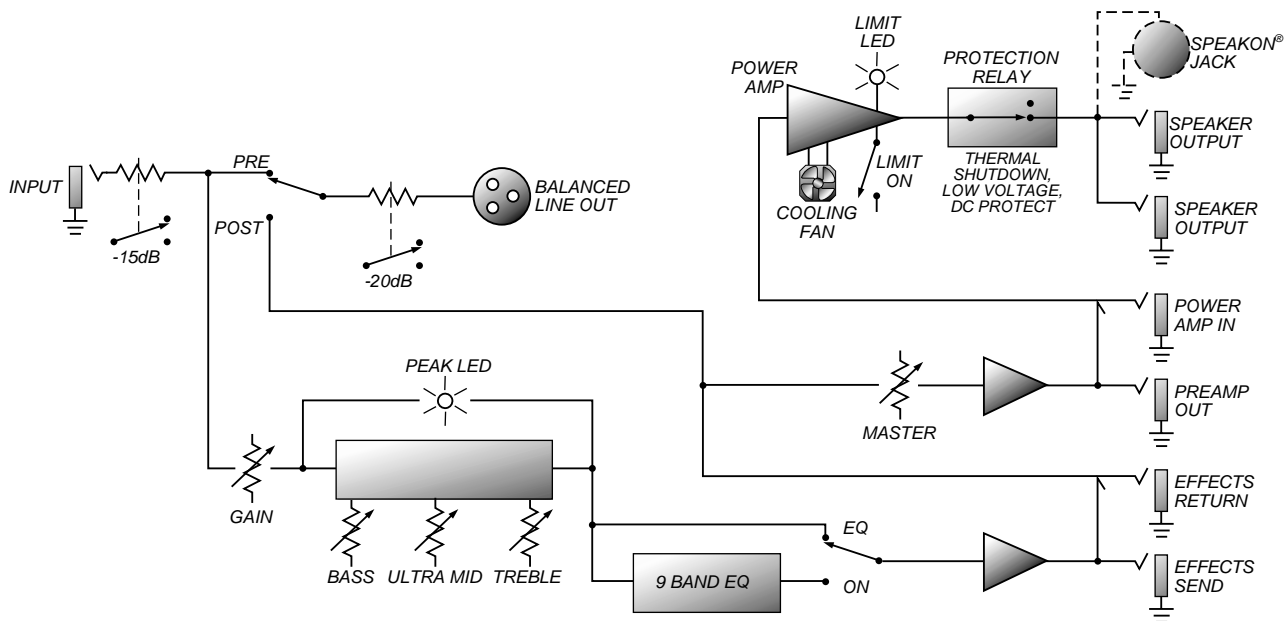 LIMIT
LED
POWER
AMP
PROTECTION
RELAY
SPEAKON®
JACK
SPEAKER
OUTPUT
LIMIT
ON
THERMAL
SHUTDOWN,
LOW VOLTAGE,
DC PROTECT
COOLING
FAN
SPEAKER
OUTPUT
INPUT
PRE
POST
-15dB
-20dB
BALANCED
LINE OUT
POWER
AMP IN
PEAK LED
MASTER
PREAMP
OUT
GAIN
BASS
ULTRA MID
TREBLE
EFFECTS
RETURN
EQ
9 BAND EQ
ON
EFFECTS
SEND